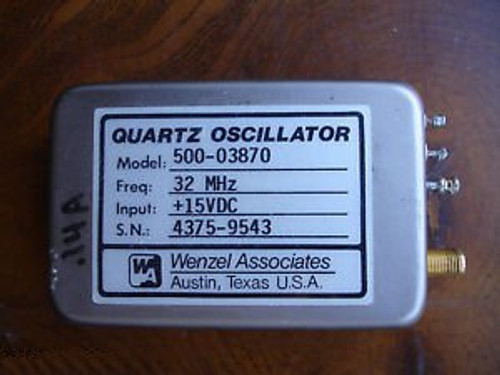 QUARTZ OSCILLATOR
Model: 500-03870
Freq: 32 MHz
Input: +15VDC
S.N.: 4375-9543
WA Wenzel Associates
Austin, Texas U.S.A.
.14A